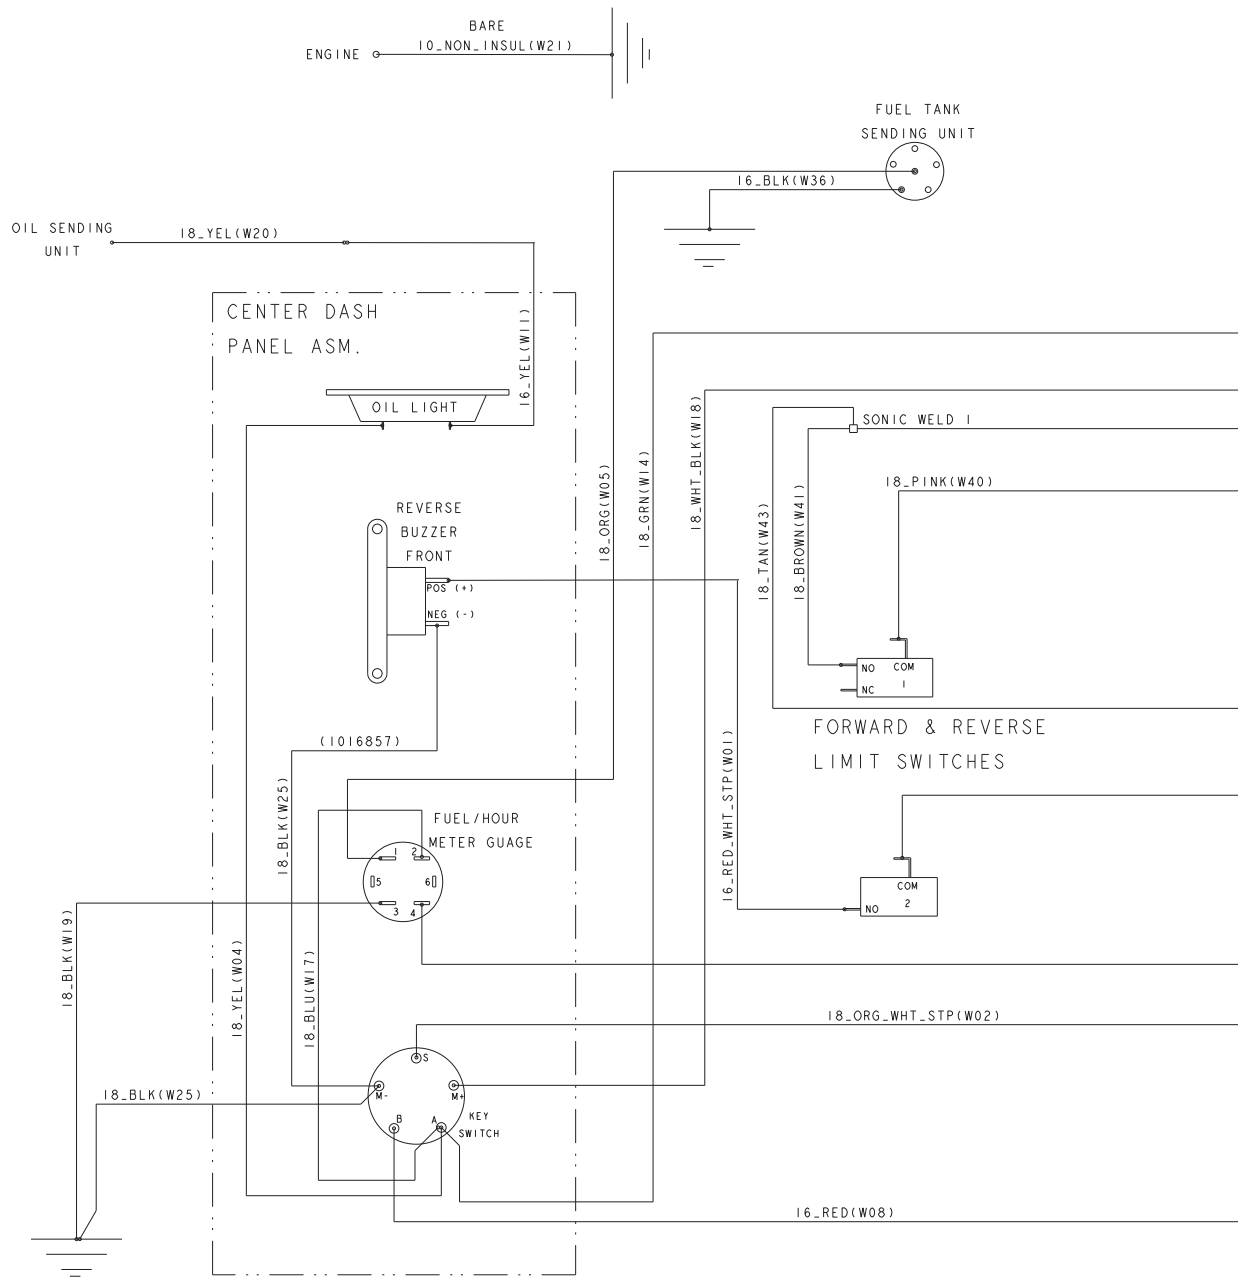 BARE
10_NON_INSUL(W21)
ENGINE
FUEL TANK
SENDING UNIT
16_BLK(W36)
OIL SENDING
UNIT
18_YEL(W20)
CENTER DASH
PANEL ASM.
16_YEL(W11)
OIL LIGHT
18_ORG(W05)
18_GRN(W14)
18_WHT_BLK(W18)
SONIC WELD 1
18_PINK(W40)
18_TAN(W43)
18_BROWN(W41)
REVERSE
BUZZER
FRONT
POS (+)
NEG (-)
NO
COM
1
NC
FORWARD & REVERSE
LIMIT SWITCHES
(1016857)
18_BLK(W25)
16_RED_WHT_STP(W01)
FUEL/HOUR
METER GUAGE
1
2
5
6
3
4
COM
2
NO
18_BLK(W19)
18_YEL(W04)
18_BLU(W17)
18_ORG_WHT_STP(W02)
S
18_BLK(W25)
M-
M+
B
A
KEY
SWITCH
16_RED(W08)